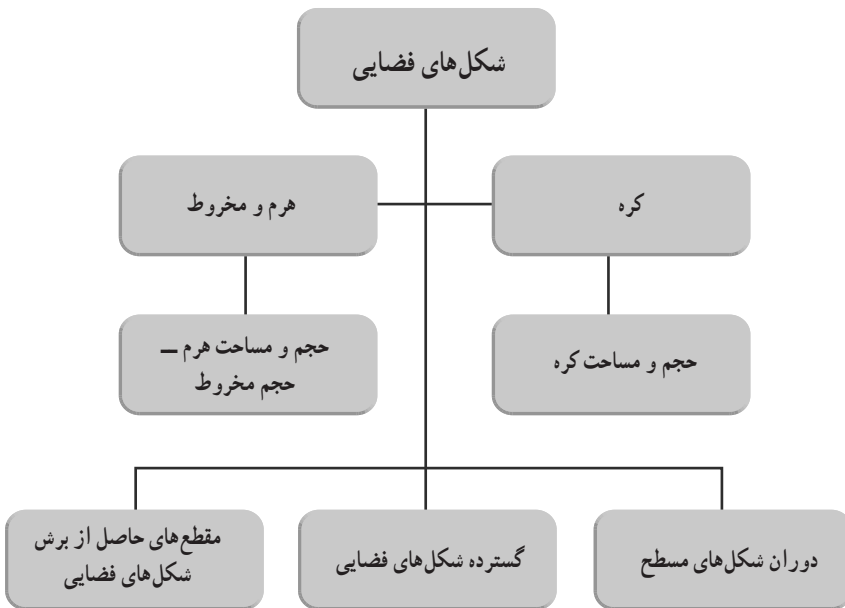 شکل‌های فضایی
کره
هرم و مخروط
حجم و مساحت کره
حجم و مساحت هرم ــ
حجم مخروط
دوران شکل‌های مسطح
گسترده شکل‌های فضایی
مقطع‌های حاصل از برش
شکل‌های فضایی